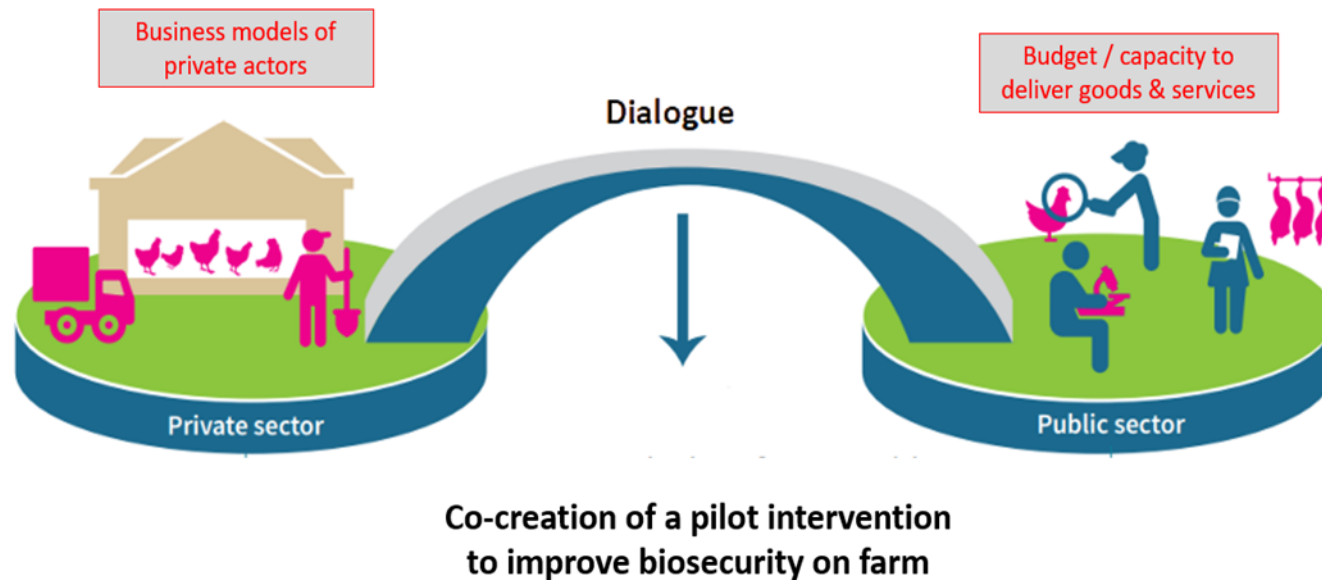 Business models of
private actors
Budget / capacity to
deliver goods & services
Dialogue
Private sector
Public sector
Co-creation of a pilot intervention
to improve biosecurity on farm